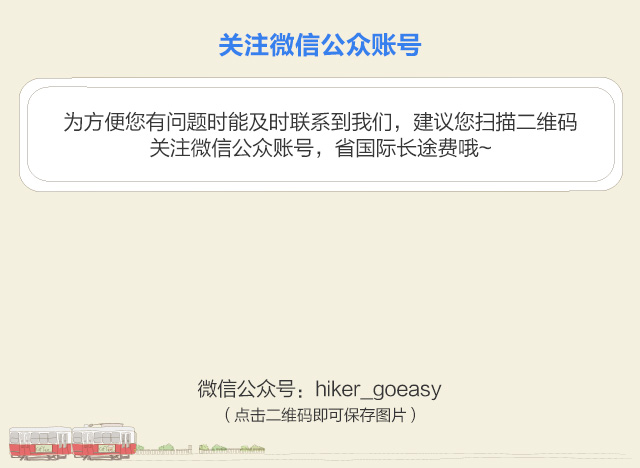 关注微信公众账号
为方便您有问题时能及时联系到我们，建议您扫描二维码
关注微信公众账号，省国际长途费哦~
微信公众号：hiker_goeasy
（点击二维码即可保存图片）